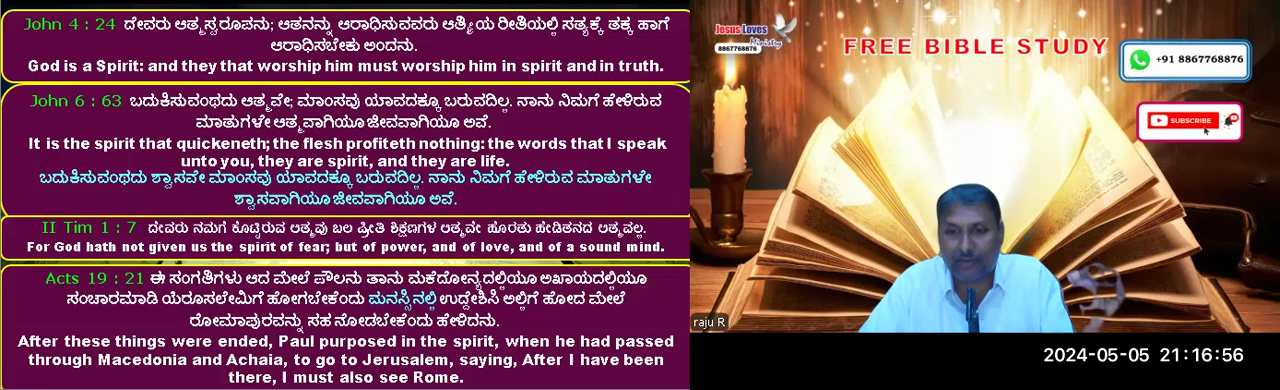 John 4 : 24 ದೇವರು ಆತ್ಮಸ್ವರೂಪನು; ಆತನನ್ನು ಆರಾಧಿಸುವವರು ಆತ್ಮೀಯ ರೀತಿಯಲ್ಲಿ ಸತ್ಯಕ್ಕೆ ತಕ್ಕ ಹಾಗೆ
ಆರಾಧಿಸಬೇಕು ಅಂದನು.
God is a Spirit: and they that worship him must worship him in spirit and in truth.
John 6 : 63 ಬದುಕಿಸುವಂಥದು ಆತ್ಮವೇ; ಮಾಂಸವು ಯಾವದಕ್ಕೂ ಬರುವದಿಲ್ಲ. ನಾನು ನಿಮಗೆ ಹೇಳಿರುವ
ಮಾತುಗಳೇ ಆತ್ಮವಾಗಿಯೂ ಜೀವವಾಗಿಯೂ ಅವೆ.
It is the spirit that quickeneth; the flesh profiteth nothing: the words that I speak
unto you, they are spirit, and they are life.
ಬದುಕಿಸುವಂಥದು ಶ್ವಾಸವೇ ಮಾಂಸವು ಯಾವದಕ್ಕೂ ಬರುವದಿಲ್ಲ. ನಾನು ನಿಮಗೆ ಹೇಳಿರುವ ಮಾತುಗಳೇ
ಶ್ವಾಸವಾಗಿಯೂ ಜೀವವಾಗಿಯೂ ಅವೆ.
II Tim 1 : 7 ದೇವರು ನಮಗೆ ಕೊಟ್ಟಿರುವ ಆತ್ಮವು ಬಲ ಪ್ರೀತಿ ಶಿಕ್ಷಣಗಳ ಆತ್ಮವೇ ಹೊರತು ಹೇಡಿತನದ ಆತ್ಮವಲ್ಲ.
For God hath not given us the spirit of fear; but of power, and of love, and of a sound mind.
Acts 19 : 21 ಈ ಸಂಗತಿಗಳು ಆದ ಮೇಲೆ ಪೌಲನು ತಾನು ಮಕೆದೋನ್ಯದಲ್ಲಿಯೂ ಅಖಾಯದಲ್ಲಿಯೂ
ಸಂಚಾರಮಾಡಿ ಯೆರೂಸಲೇಮಿಗೆ ಹೋಗಬೇಕೆಂದು ಮನಸ್ಸಿನಲ್ಲಿ ಉದ್ದೇಶಿಸಿ ಅಲ್ಲಿಗೆ ಹೋದ ಮೇಲೆ
ರೋಮಾಪುರವನ್ನು ಸಹ ನೋಡಬೇಕೆಂದು ಹೇಳಿದನು.
After these things were ended, Paul purposed in the spirit, when he had passed
through Macedonia and Achaia, to go to Jerusalem, saying, After I have been
there, I must also see Rome.
Jesus Loves
Ministry
8867768876
FREE BIBLE STUDY
+91 8867768876
SUBSCRIBE
raju R
2024-05-05 21:16:56